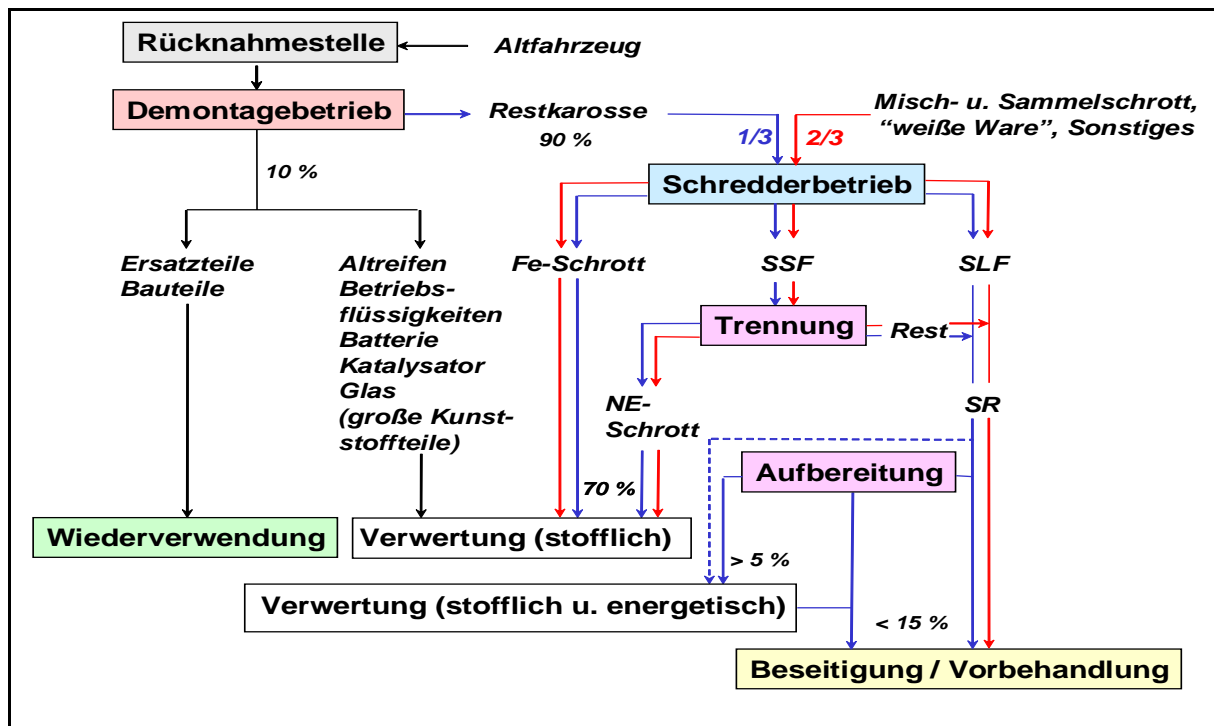 Rücknahmestelle
Altfahrzeug
Demontagebetrieb
Restkarosse
90 %
Misch- u. Sammelschrott,
“weiße Ware”, Sonstiges
1/3
2/3
10 %
Schredderbetrieb
Ersatzteile
Bauteile
Altreifen
Betriebs-
flüssigkeiten
Batterie
Katalysator
Glas
(große Kunst-
stoffteile)
Fe-Schrott
SSF
SLF
Trennung
Rest
NE-
Schrott
SR
Aufbereitung
70 %
Wiederverwendung
Verwertung (stofflich)
> 5 %
Verwertung (stofflich u. energetisch)
< 15 %
Beseitigung / Vorbehandlung